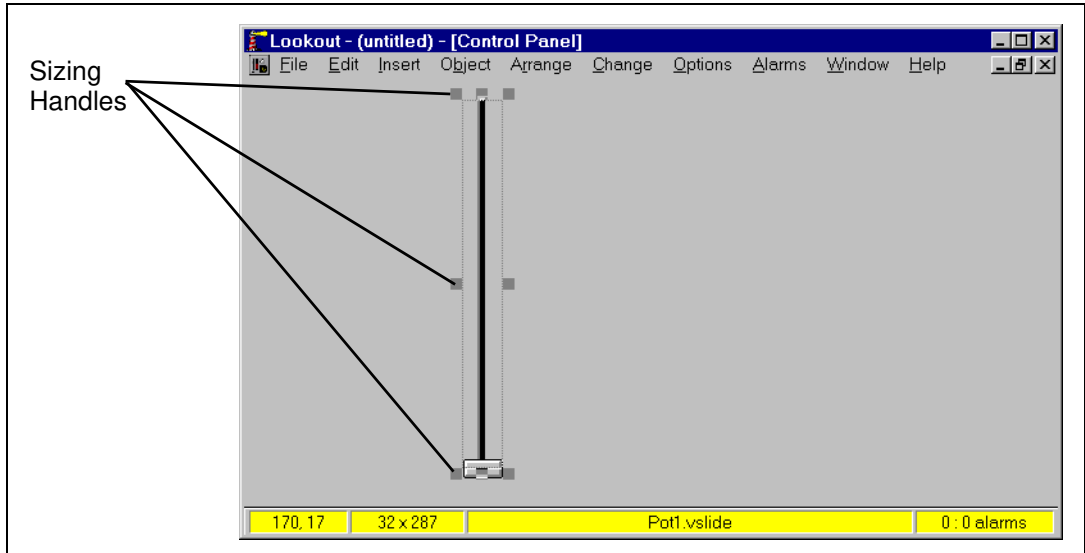 Lookout - (untitled) - [Control Panel]
File Edit Insert Object Arrange Change Options Alarms Window Help
Sizing
Handles
170, 17 32 x 287 Pot1.vslide 0 : 0 alarms